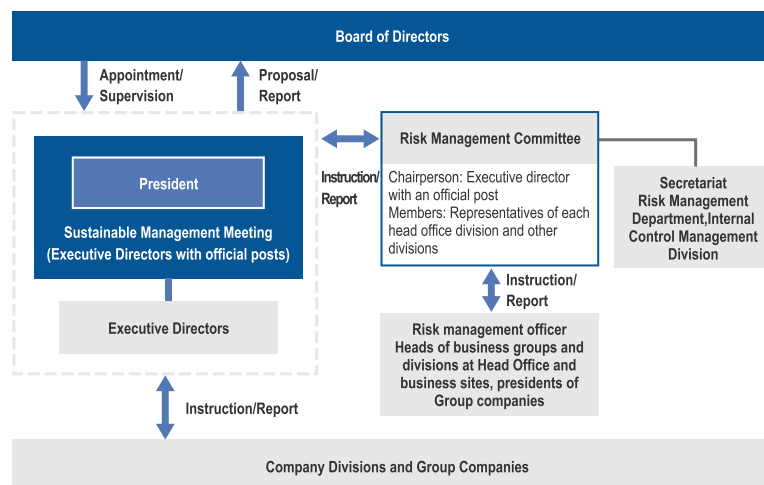 Board of Directors
Appointment/
Supervision
Proposal/
Report
President
Sustainable Management Meeting
(Executive Directors with official posts)
Executive Directors
Instruction/
Report
Risk Management Committee
Chairperson: Executive director
with an official post
Members: Representatives of each
head office division and other
divisions
Secretariat
Risk Management
Department,Internal
Control Management
Division
Instruction/
Report
Risk management officer
Heads of business groups and
divisions at Head Office and
business sites, presidents of
Group companies
Instruction/Report
Company Divisions and Group Companies